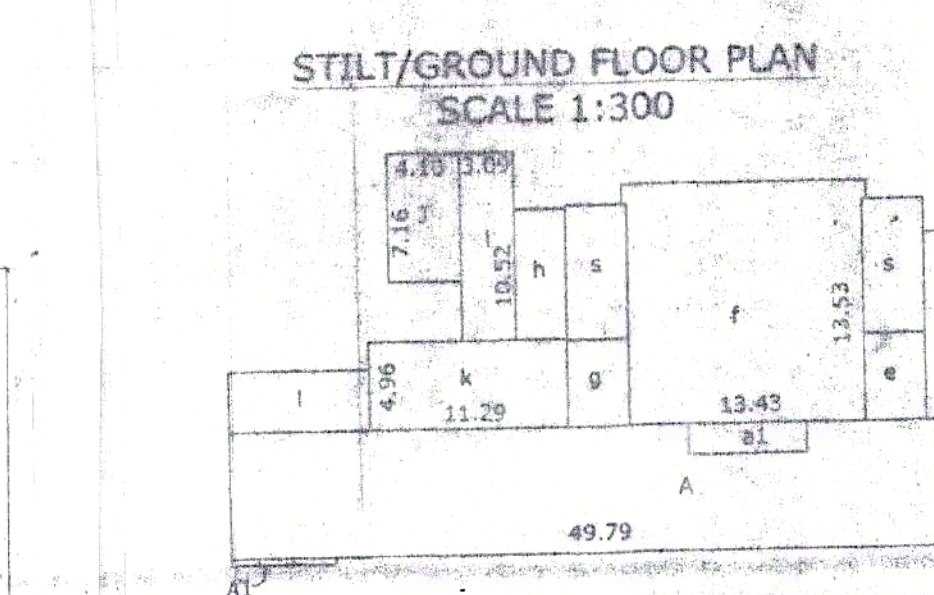 STILT/GROUND FLOOR PLAN
SCALE 1:300
4.10 3.09
7.16
J
i
10.52
h
s
f
13.53
s
l
4.96
k
11.29
g
13.43
e
a1
A
49.79
A1